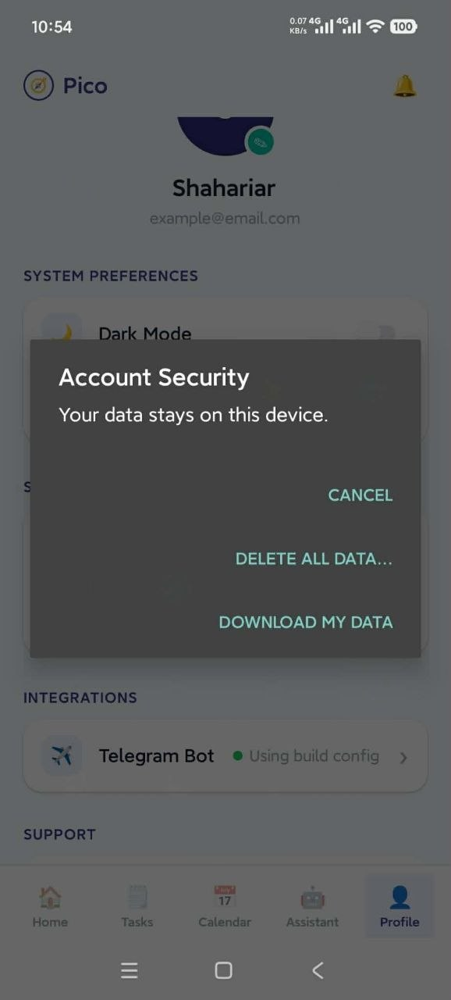 10:54
0.07 KB/s 4G 4G 100
Pico
Shahariar
example@email.com
SYSTEM PREFERENCES
Dark Mode
Account Security
Your data stays on this device.
S
CANCEL
DELETE ALL DATA...
DOWNLOAD MY DATA
INTEGRATIONS
Telegram Bot Using build config
SUPPORT
July 17
Home Tasks Calendar Assistant Profile